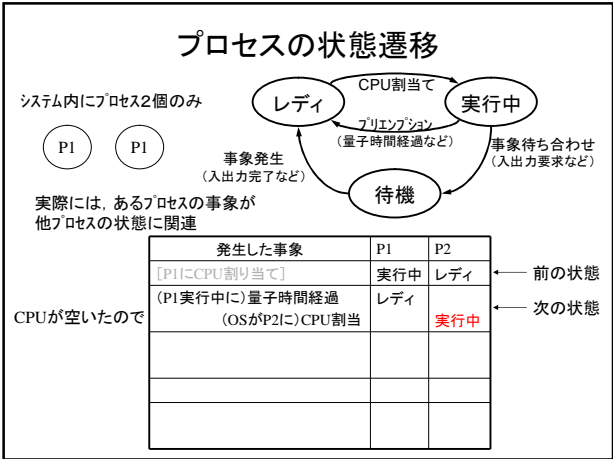 プロセスの状態遷移
システム内にプロセス2個のみ
P1
P1
レディ
CPU割当て
実行中
プリエンプション
(量子時間経過など)
事象発生
(入出力完了など)
事象待ち合わせ
(入出力要求など)
待機
実際には，あるプロセスの事象が
他プロセスの状態に関連
発生した事象 P1 P2
[P1にCPU割り当て] 実行中 レディ
前の状態
(P1実行中に)量子時間経過 レディ
次の状態
CPUが空いたので
(OSがP2に)CPU割当 実行中